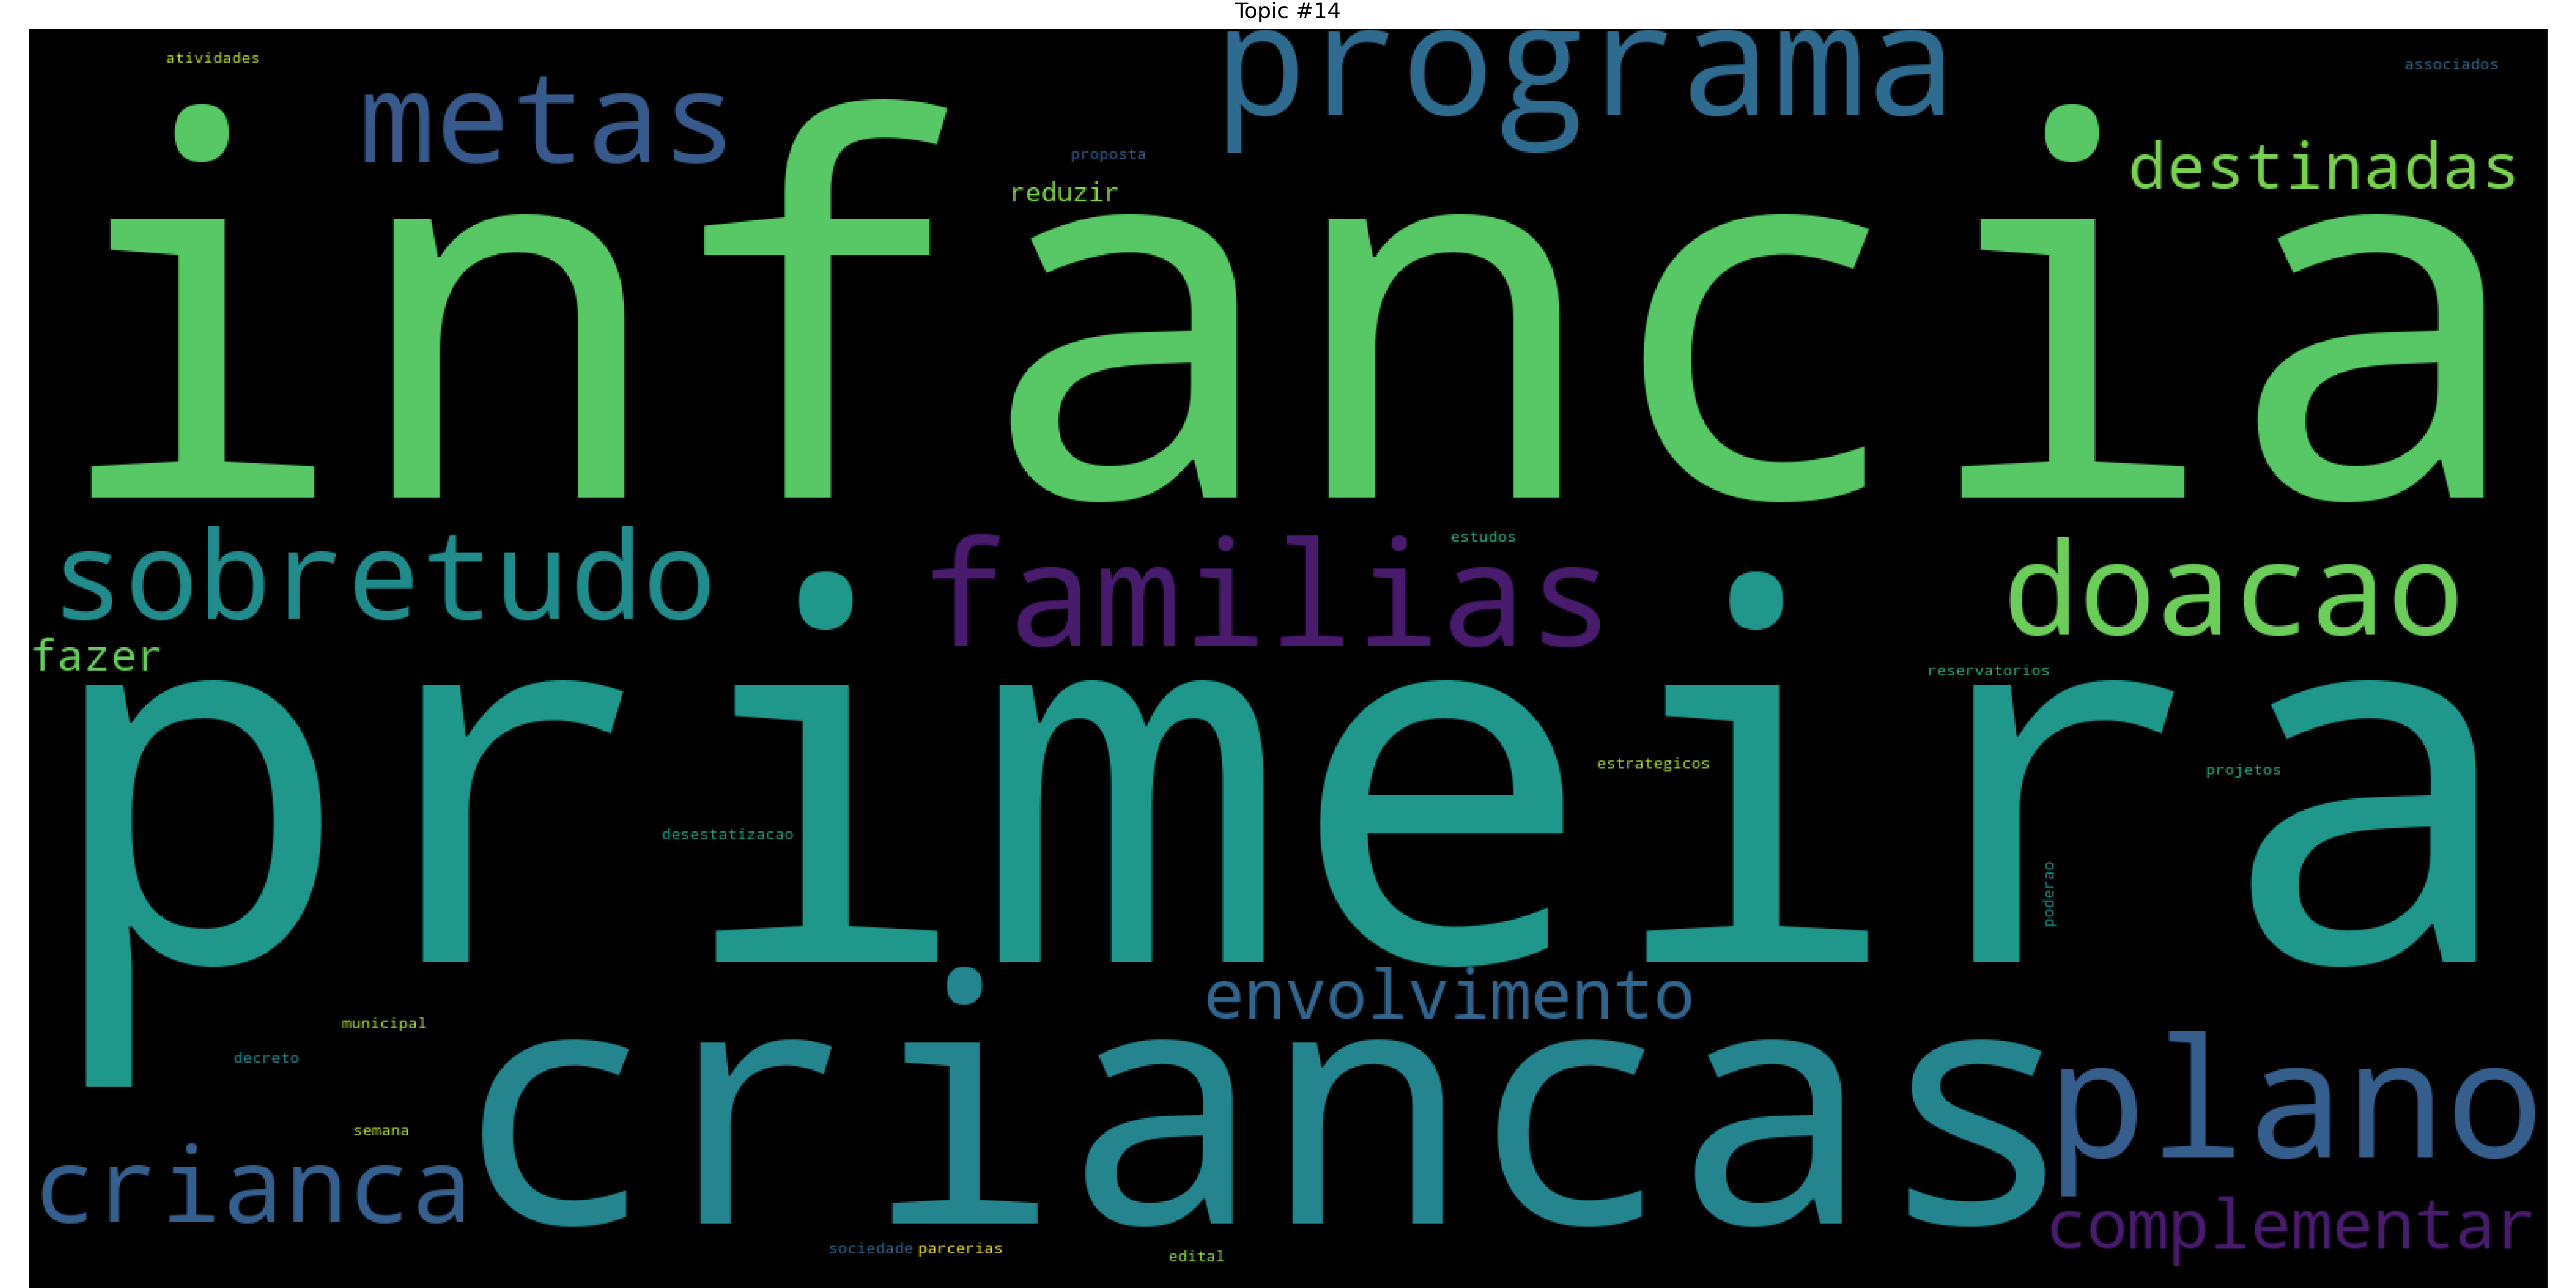 Topic #14
programa
atividades
associados
metas
proposta
destinadas
reduzir
infancia
estudos
sobretudo
familias
doacao
fazer
reservatorios
primeira
estrategicos
projetos
desestatizacao
poderao
envolvimento
municipal
decreto
criancas
plano
semana
crianca
complementar
sociedade
parcerias
edital